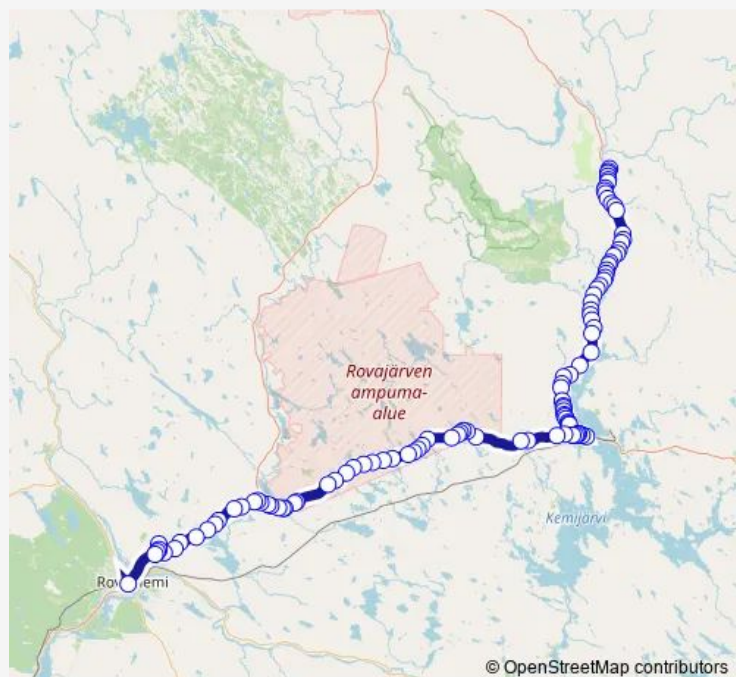 Rovajärven
ampuma-
alue
Kemijärvi
© OpenStreetMap contributors